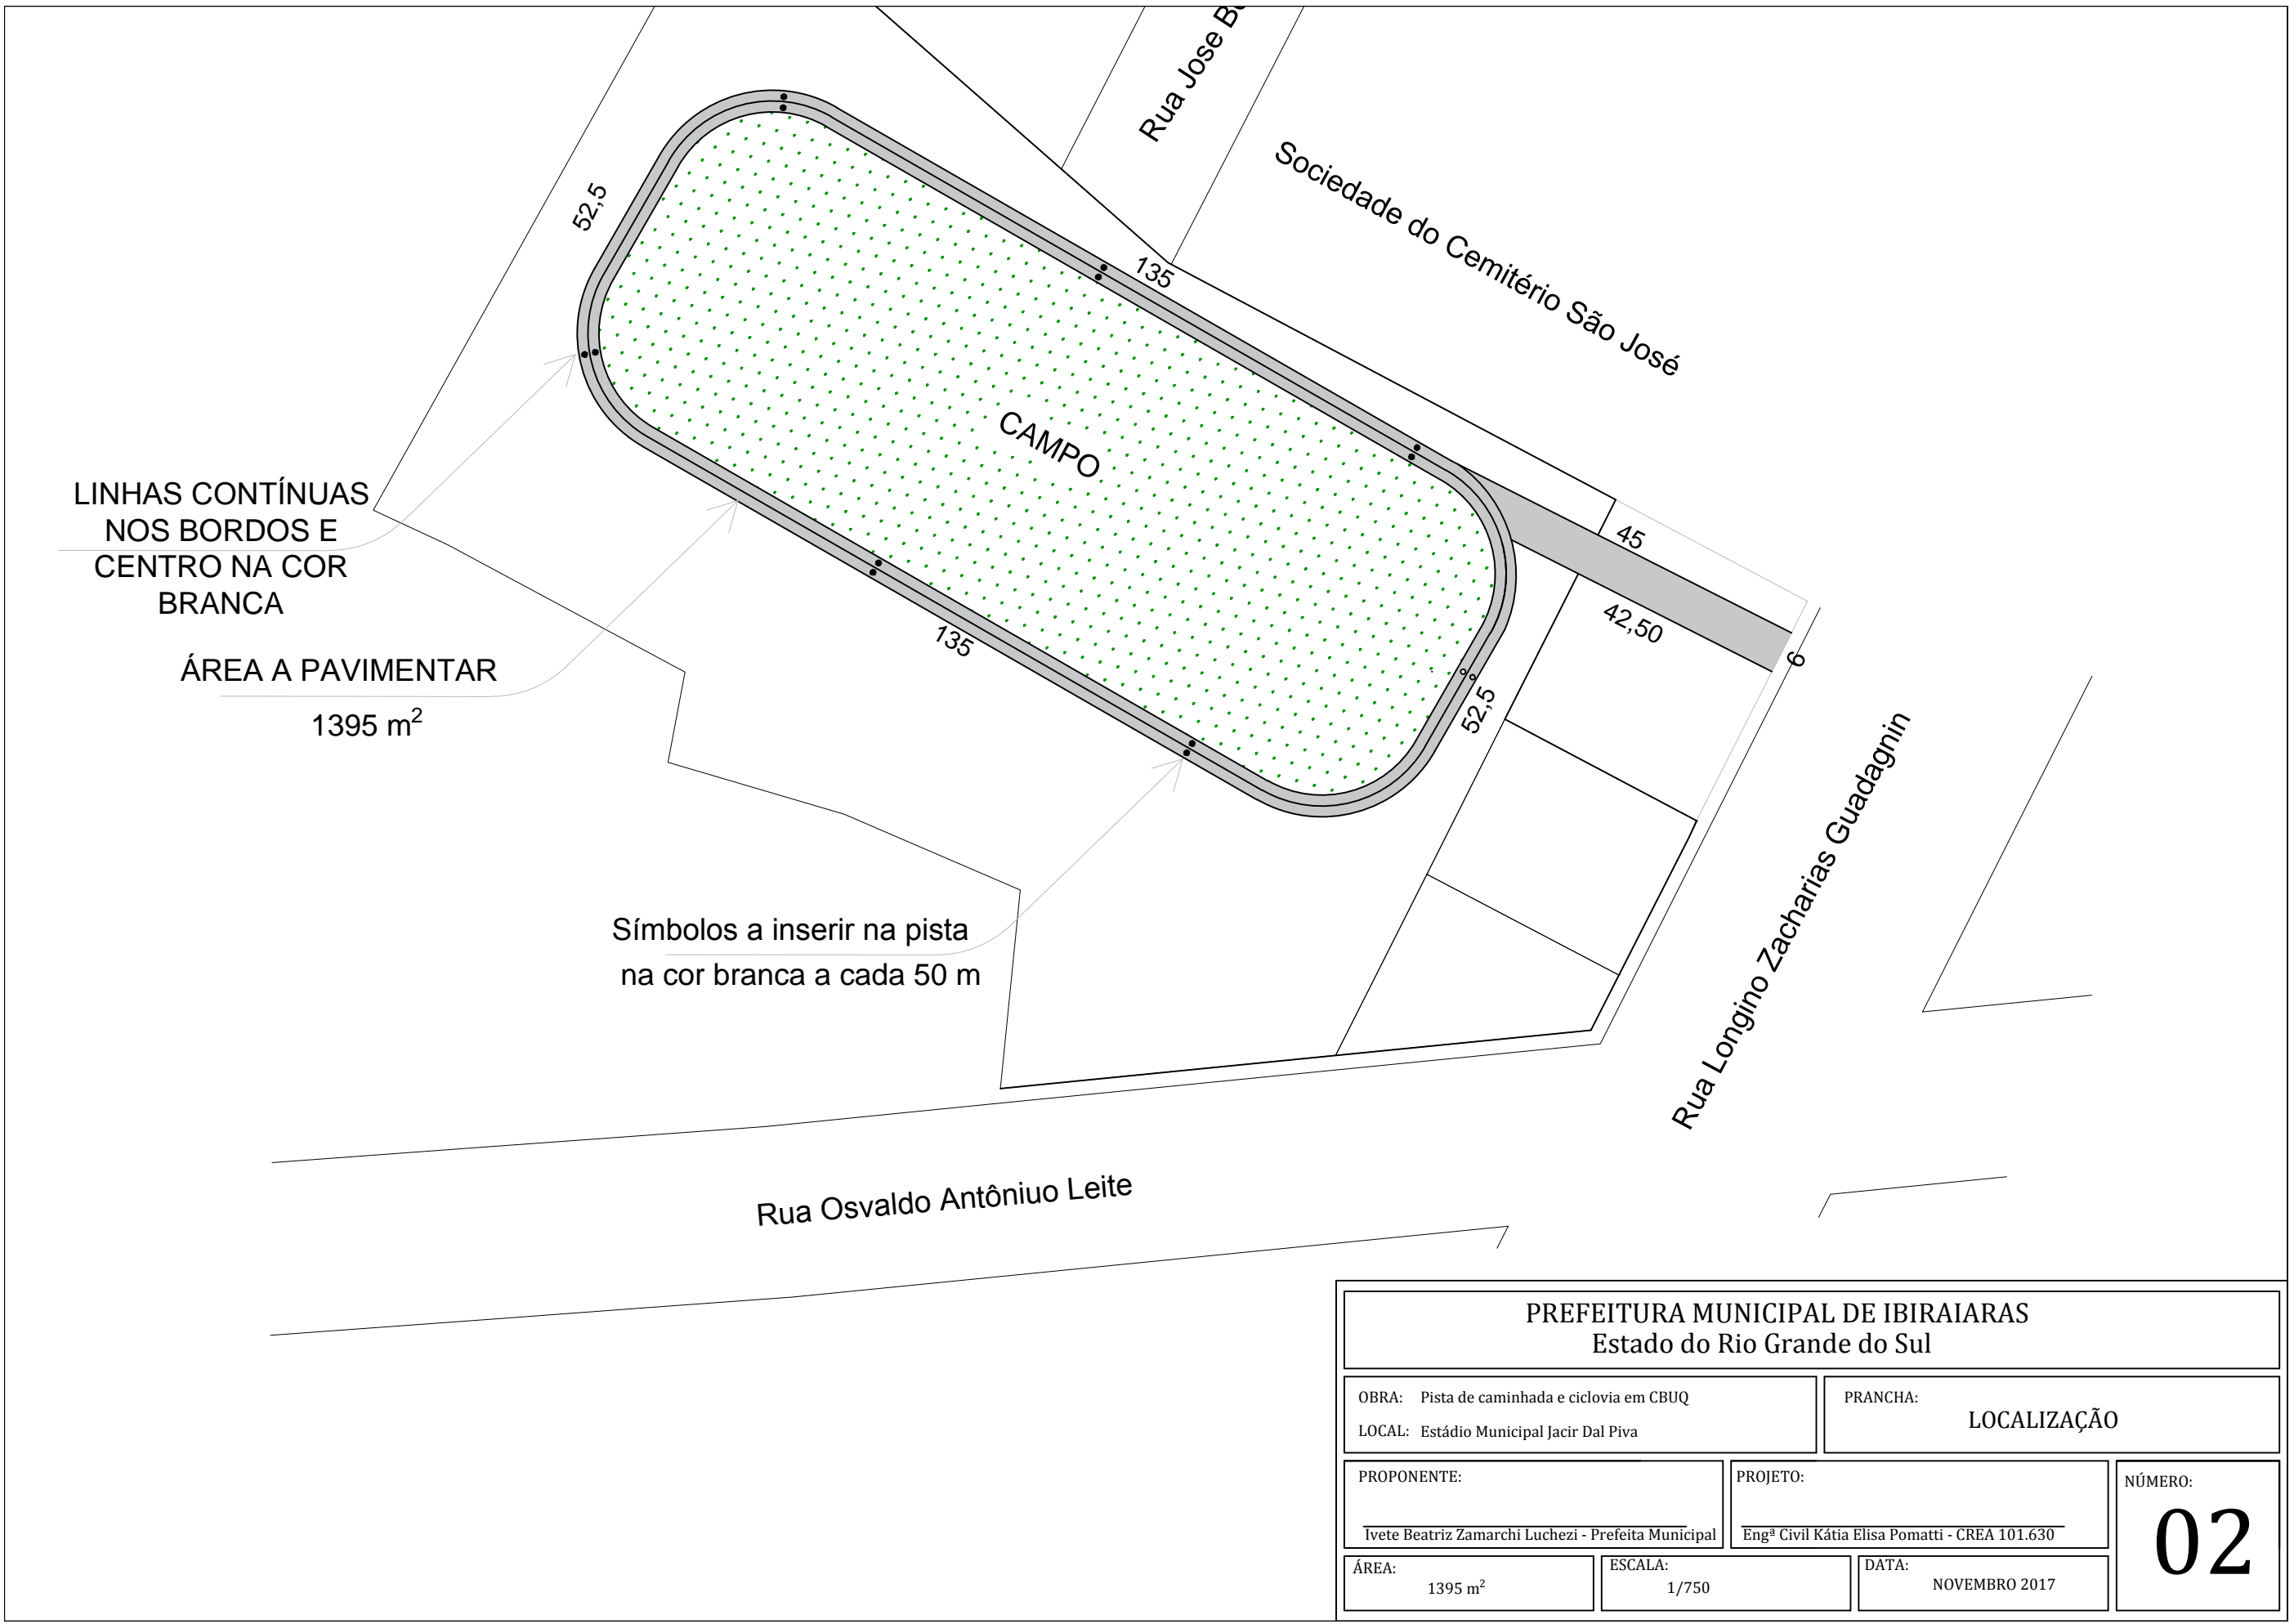 Rua Jose
Sociedade do Cemitério São José
52,5
135
CAMPO
45
42,50
6
LINHAS CONTÍNUAS
NOS BORDOS E
CENTRO NA COR
BRANCA
ÁREA A PAVIMENTAR
1395 m²
135
52,5
Símbolos a inserir na pista
na cor branca a cada 50 m
Rua Longino Zacharias Guadagnin
Rua Osvaldo Antôniuo Leite
PREFEITURA MUNICIPAL DE IBIRAIARAS
Estado do Rio Grande do Sul
OBRA: Pista de caminhada e ciclovia em CBUQ
LOCAL: Estádio Municipal Jacir Dal Piva
PRANCHA:
LOCALIZAÇÃO
PROPONENTE:
Ivete Beatriz Zamarchi Luchezi - Prefeita Municipal
PROJETO:
Engª Civil Kátia Elisa Pomatti - CREA 101.630
NÚMERO:
02
ÁREA:
1395 m²
ESCALA:
1/750
DATA:
NOVEMBRO 2017